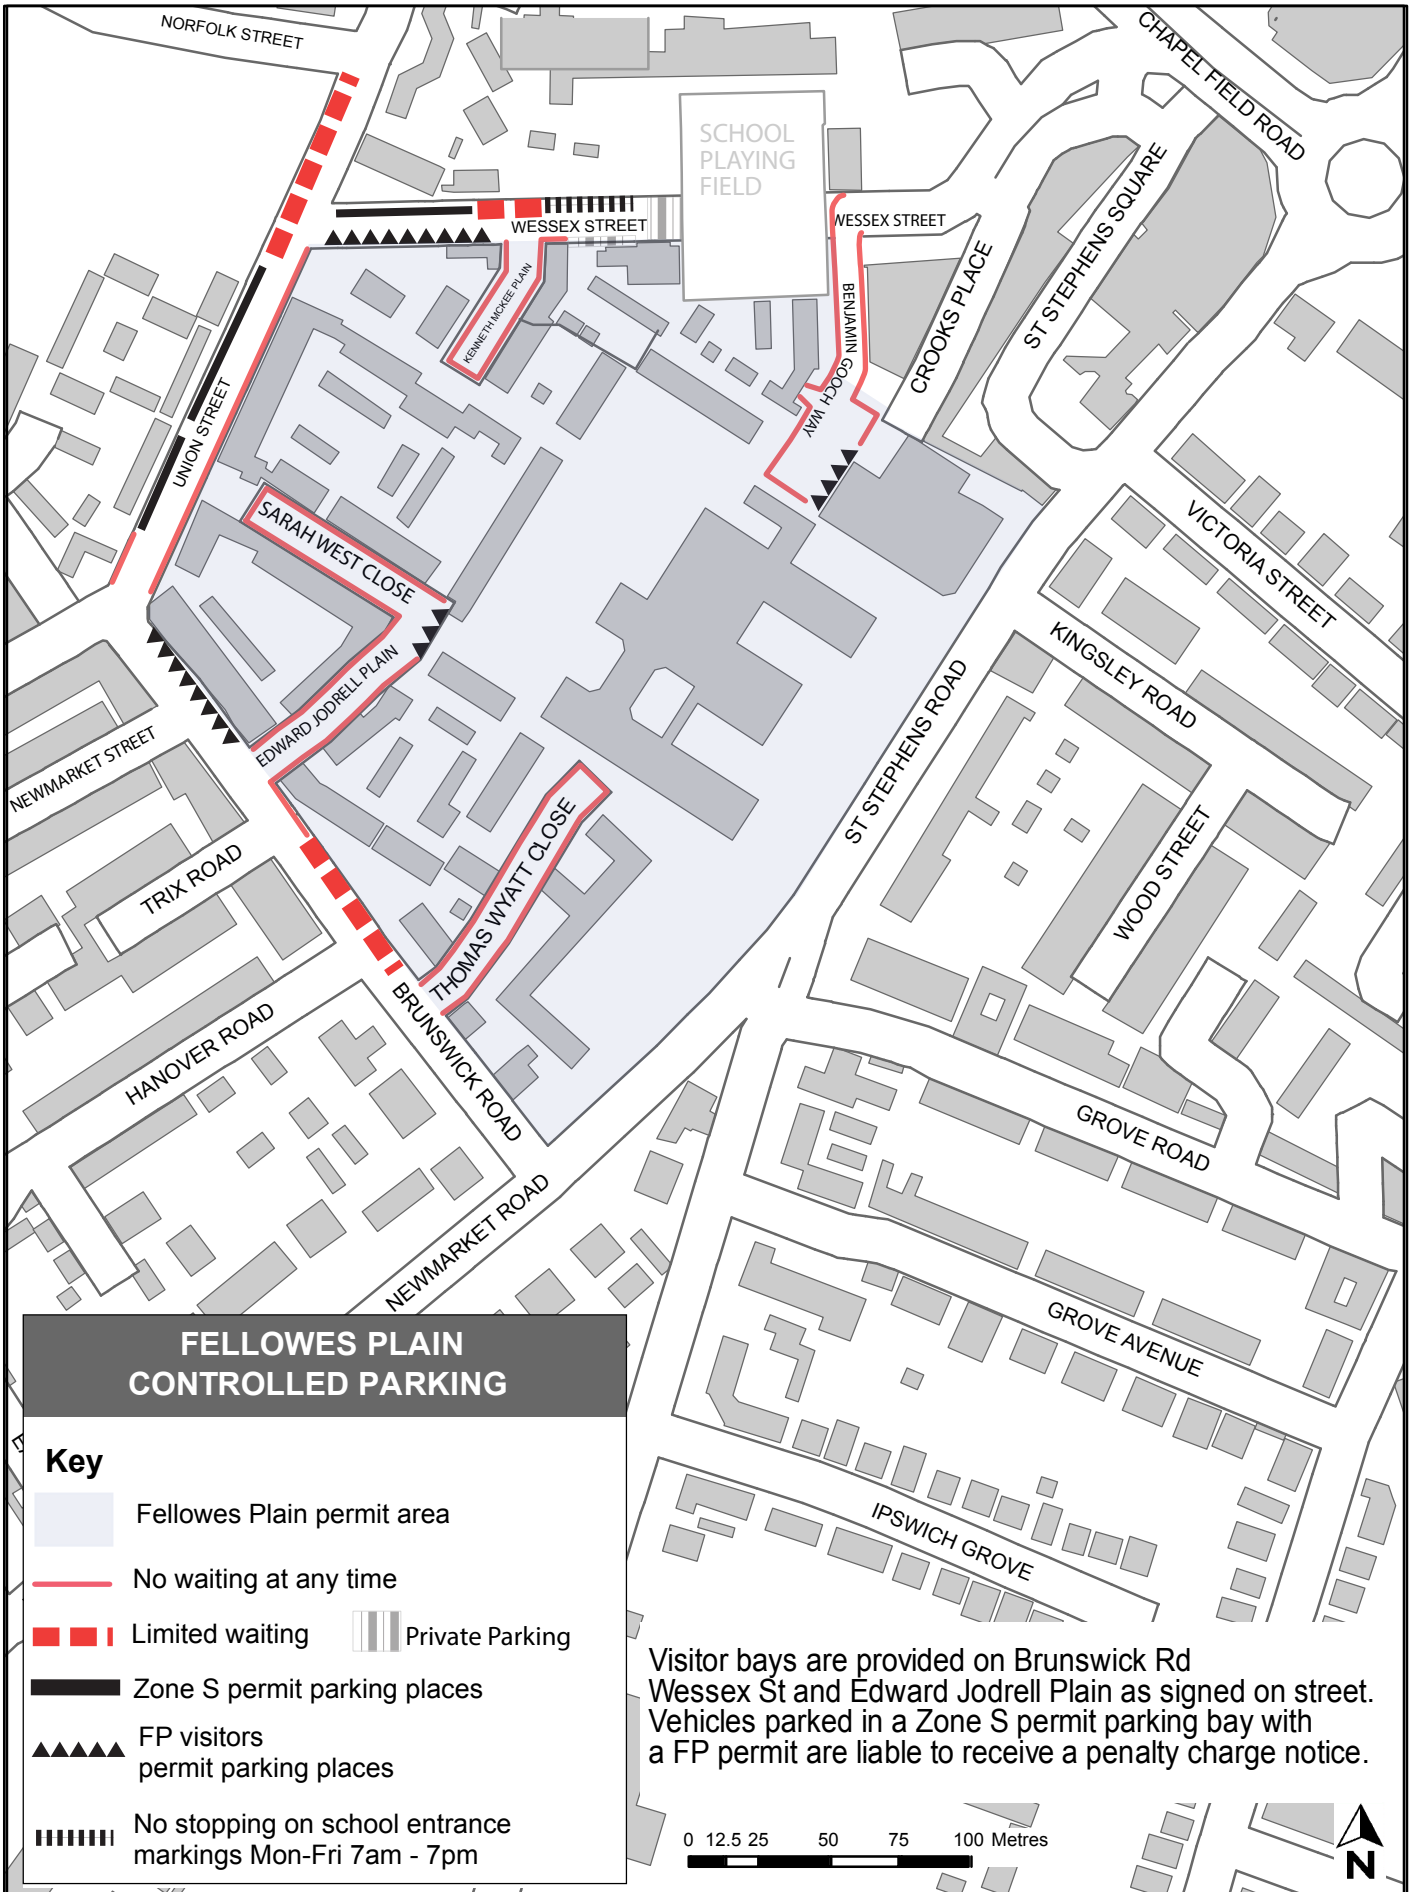 NORFOLK STREET
CHAPEL FIELD ROAD
SCHOOL
PLAYING
FIELD
WESSEX STREET
WESSEX STREET
ST STEPHENS SQUARE
CROOKS PLACE
KENNETH MCKEE PLAIN
BENJAMIN GOOCH WAY
UNION STREET
SARAH WEST CLOSE
VICTORIA STREET
EDWARD JODRELL PLAIN
KINGSLEY ROAD
ST STEPHENS ROAD
NEWMARKET STREET
TRIX ROAD
THOMAS WYATT CLOSE
WOOD STREET
HANOVER ROAD
BRUNSWICK ROAD
GROVE ROAD
NEWMARKET ROAD
GROVE AVENUE
IPSWICH GROVE
FELLOWES PLAIN
CONTROLLED PARKING
Key
Fellowes Plain permit area
No waiting at any time
Limited waiting
Private Parking
Zone S permit parking places
FP visitors
permit parking places
No stopping on school entrance
markings Mon-Fri 7am - 7pm
Visitor bays are provided on Brunswick Rd
Wessex St and Edward Jodrell Plain as signed on street.
Vehicles parked in a Zone S permit parking bay with
a FP permit are liable to receive a penalty charge notice.
0 12.5 25 50 75 100 Metres
N